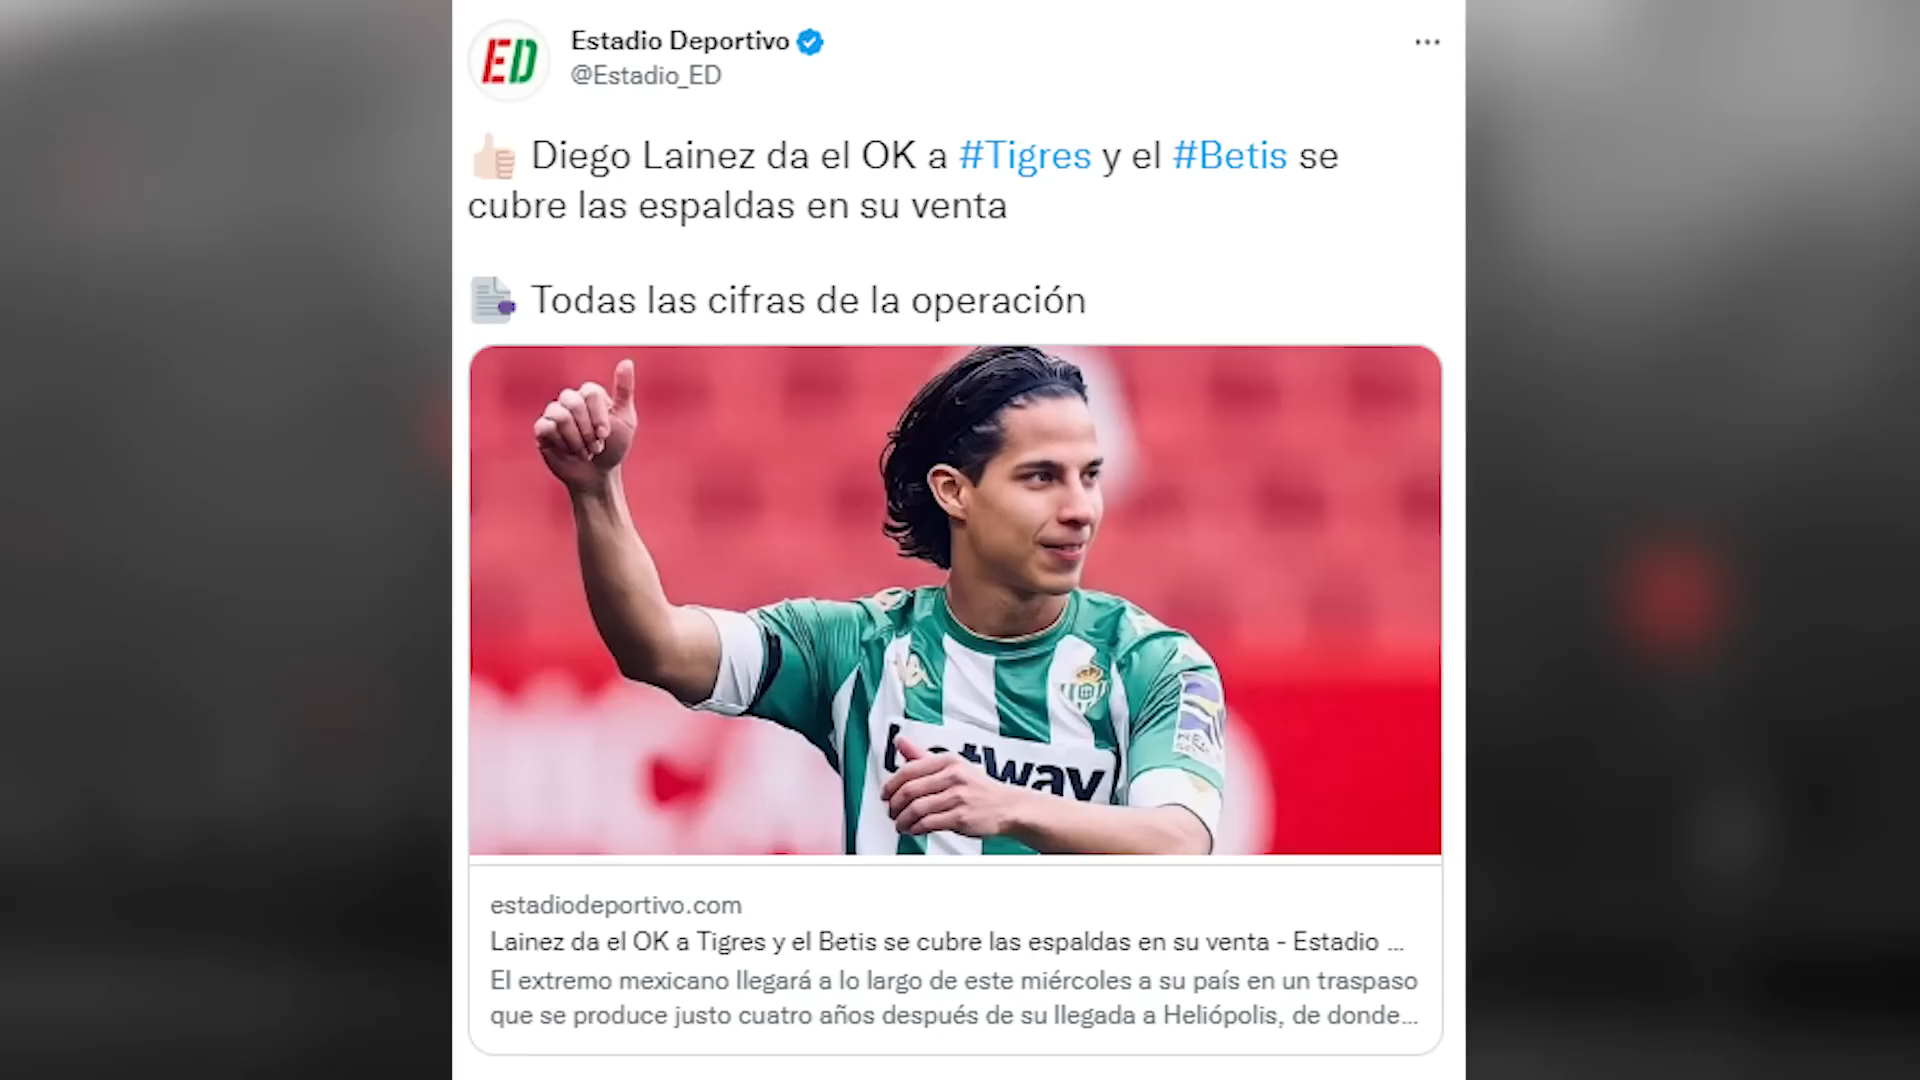 ED
Estadio Deportivo
@Estadio_ED
Diego Lainez da el OK a #Tigres y el #Betis se
cubre las espaldas en su venta
Todas las cifras de la operación
estadiodeportivo.com
Lainez da el OK a Tigres y el Betis se cubre las espaldas en su venta - Estadio ...
El extremo mexicano llegará a lo largo de este miércoles a su país en un traspaso
que se produce justo cuatro años después de su llegada a Heliópolis, de donde...